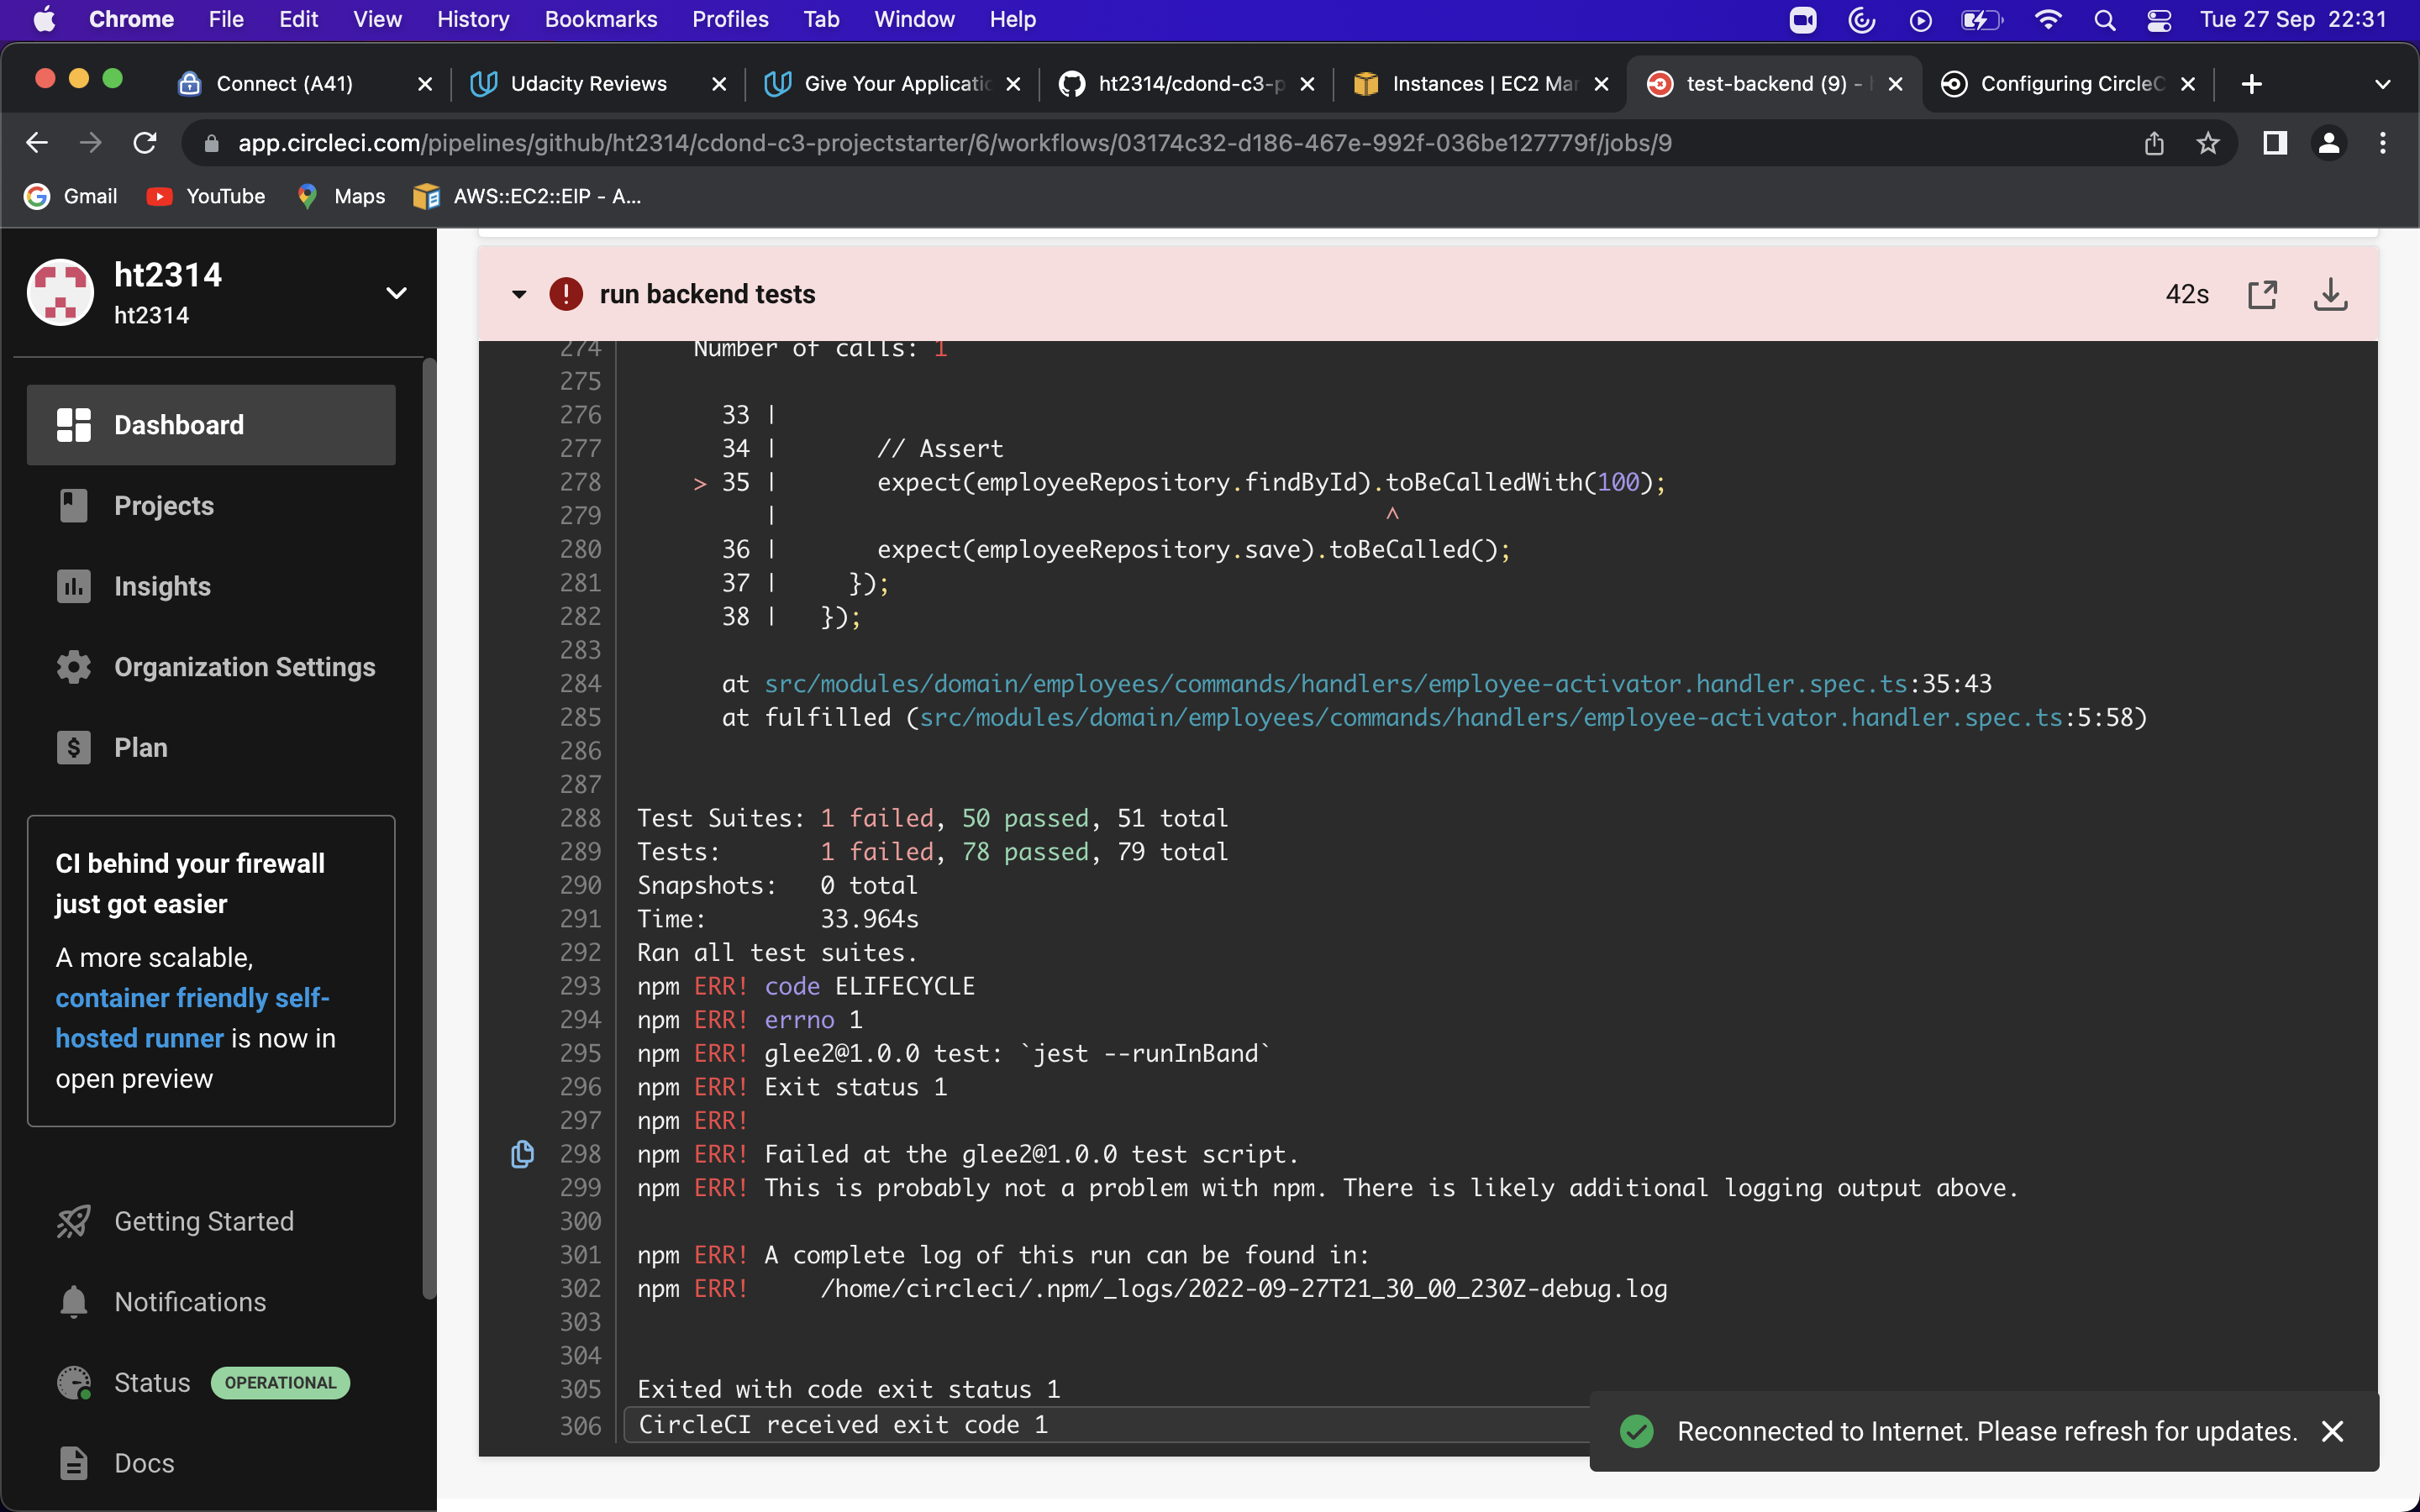 Chrome File Edit View History Bookmarks Profiles Tab Window Help Tue 27 Sep 22:31
Connect (A41) Udacity Reviews Give Your Applicatic ht2314/cdond-c3-p Instances | EC2 Mar test-backend (9) - Configuring CircleC
app.circleci.com/pipelines/github/ht2314/cdond-c3-projectstarter/6/workflows/03174c32-d186-467e-992f-036be127779f/jobs/9
Gmail YouTube Maps AWS::EC2::EIP - A...
ht2314
ht2314
Dashboard
Projects
Insights
Organization Settings
Plan
CI behind your firewall
just got easier
A more scalable,
container friendly self-
hosted runner is now in
open preview
Getting Started
Notifications
Status OPERATIONAL
Docs
run backend tests 42s
274 Number of calls: 1
275
276 33 |
277 34 | // Assert
278 > 35 | expect(employeeRepository.findById).toBeCalledWith(100);
279 | ^
280 36 | expect(employeeRepository.save).toBeCalled();
281 37 | });
282 38 | });
283
284 at src/modules/domain/employees/commands/handlers/employee-activator.handler.spec.ts:35:43
285 at fulfilled (src/modules/domain/employees/commands/handlers/employee-activator.handler.spec.ts:5:58)
286
287
288 Test Suites: 1 failed, 50 passed, 51 total
289 Tests: 1 failed, 78 passed, 79 total
290 Snapshots: 0 total
291 Time: 33.964s
292 Ran all test suites.
293 npm ERR! code ELIFECYCLE
294 npm ERR! errno 1
295 npm ERR! glee2@1.0.0 test: `jest --runInBand`
296 npm ERR! Exit status 1
297 npm ERR!
298 npm ERR! Failed at the glee2@1.0.0 test script.
299 npm ERR! This is probably not a problem with npm. There is likely additional logging output above.
300
301 npm ERR! A complete log of this run can be found in:
302 npm ERR! /home/circleci/.npm/_logs/2022-09-27T21_30_00_230Z-debug.log
303
304
305 Exited with code exit status 1
306 CircleCI received exit code 1
Reconnected to Internet. Please refresh for updates.